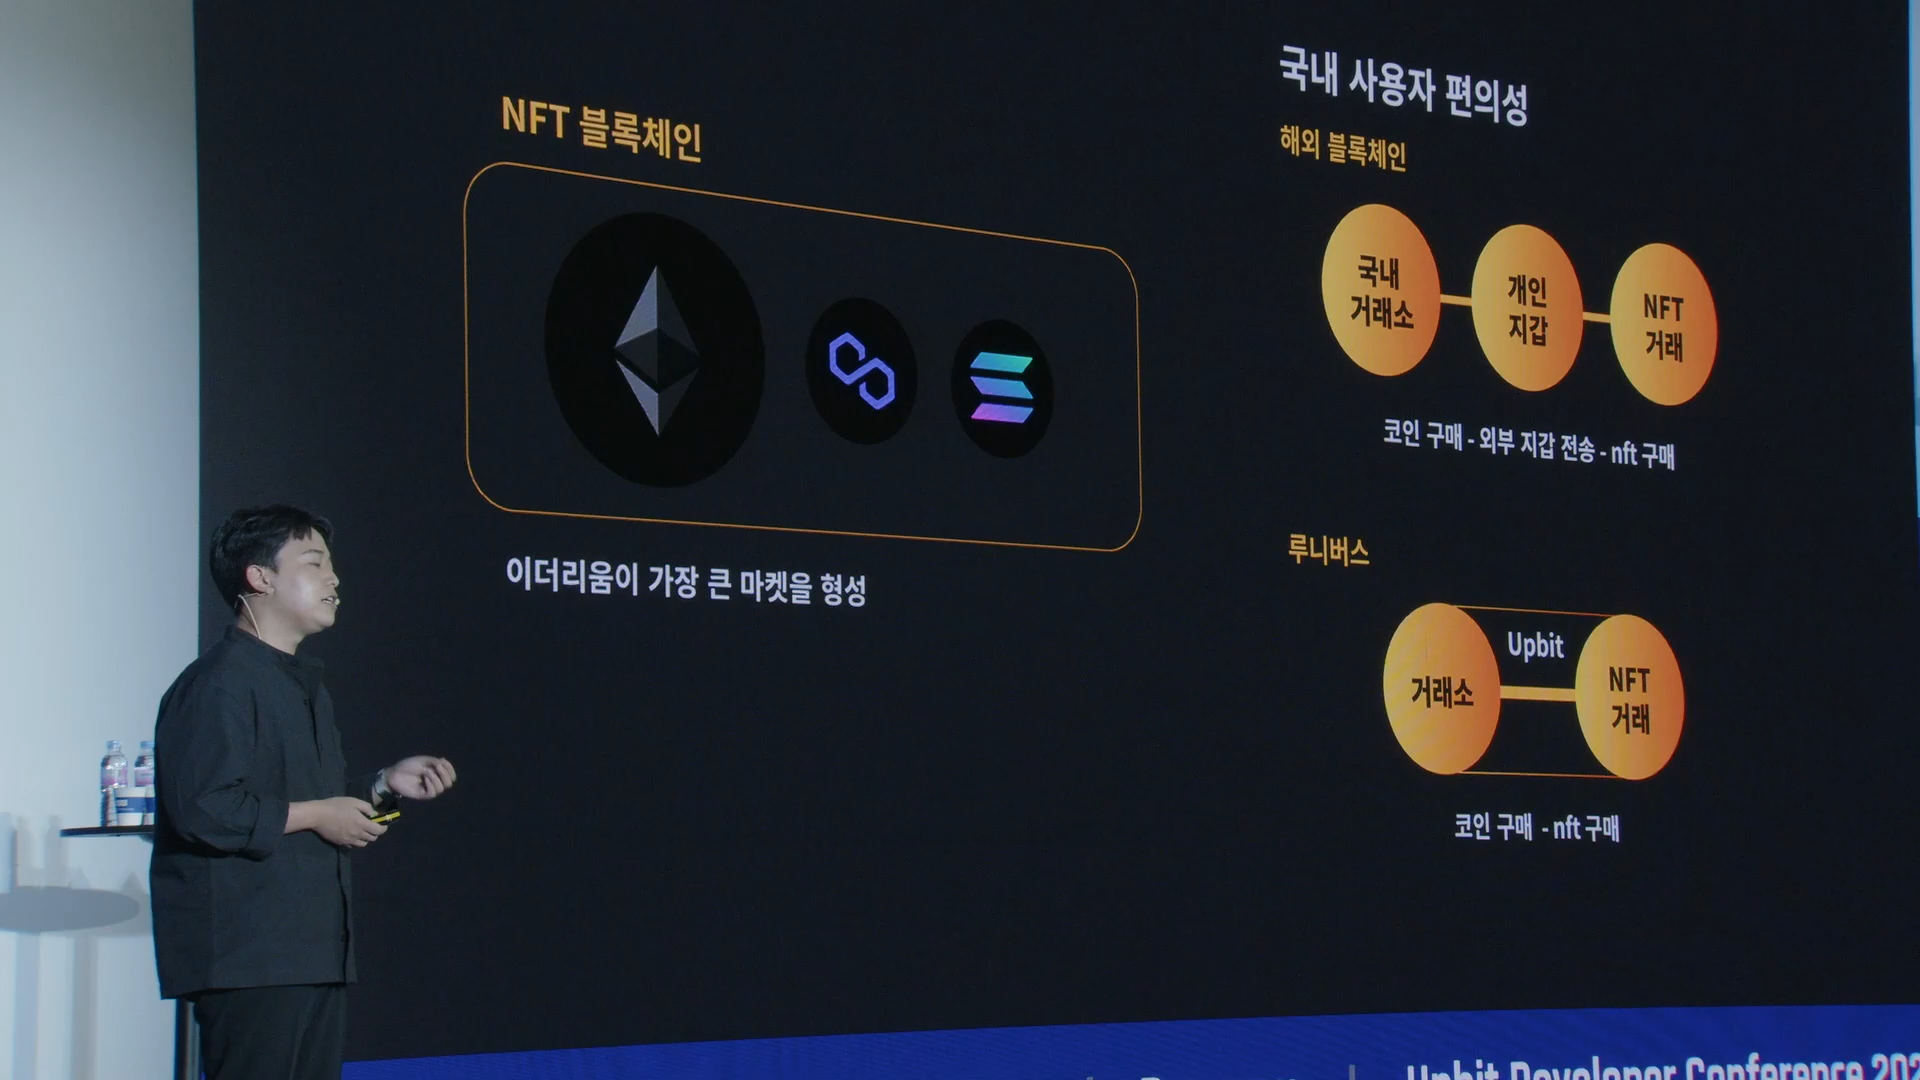 NFT 블록체인
이더리움이 가장 큰 마켓을 형성
국내 사용자 편의성
해외 블록체인
국내
거래소
개인
지갑
NFT
거래
코인 구매 - 외부 지갑 전송 - nft 구매
루니버스
거래소
Upbit
NFT
거래
코인 구매 - nft 구매
Upbit Developer Conference 202